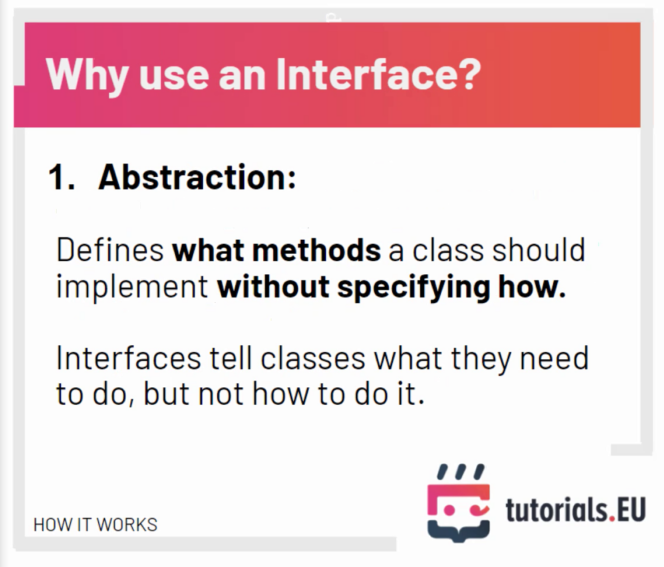 Why use an Interface?
1. Abstraction:
Defines what methods a class should
implement without specifying how.
Interfaces tell classes what they need
to do, but not how to do it.
HOW IT WORKS
tutorials.EU